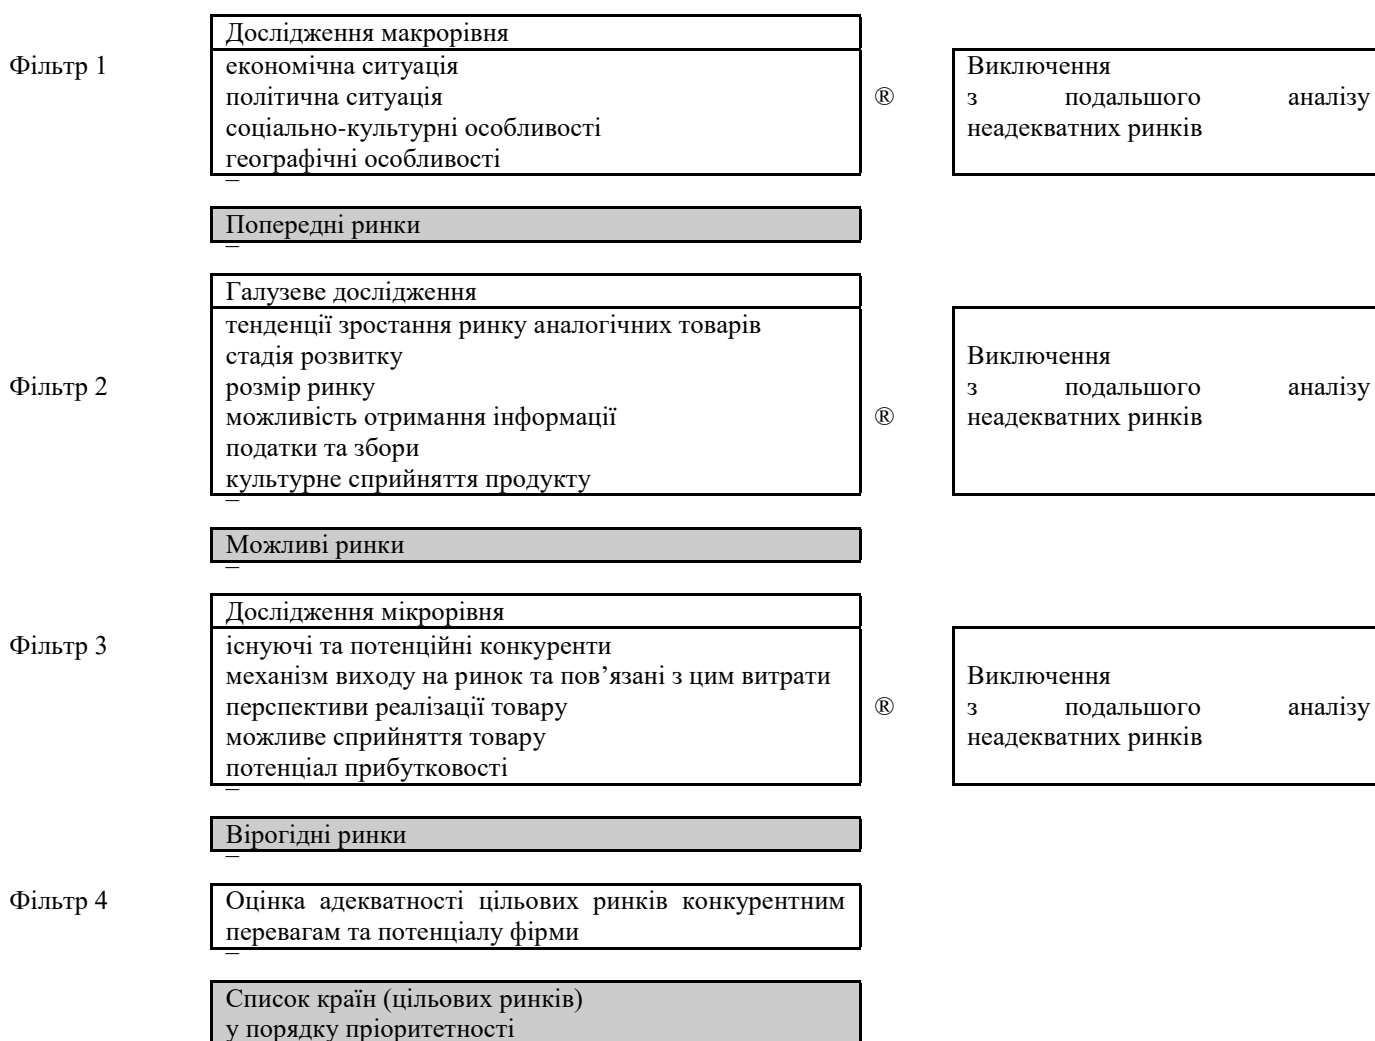 Дослідження макрорівня
Фільтр 1
економічна ситуація
політична ситуація
соціально-культурні особливості
географічні особливості
®
Виключення
з подальшого аналізу
неадекватних ринків
Попередні ринки
Галузеве дослідження
тенденції зростання ринку аналогічних товарів
стадія розвитку
Фільтр 2
розмір ринку
можливість отримання інформації
податки та збори
культурне сприйняття продукту
®
Виключення
з подальшого аналізу
неадекватних ринків
Можливі ринки
Дослідження мікрорівня
Фільтр 3
існуючі та потенційні конкуренти
механізм виходу на ринок та пов’язані з цим витрати
перспективи реалізації товару
можливе сприйняття товару
потенціал прибутковості
®
Виключення
з подальшого аналізу
неадекватних ринків
Вірогідні ринки
Фільтр 4
Оцінка адекватності цільових ринків конкурентним
перевагам та потенціалу фірми
Список країн (цільових ринків)
у порядку пріоритетності